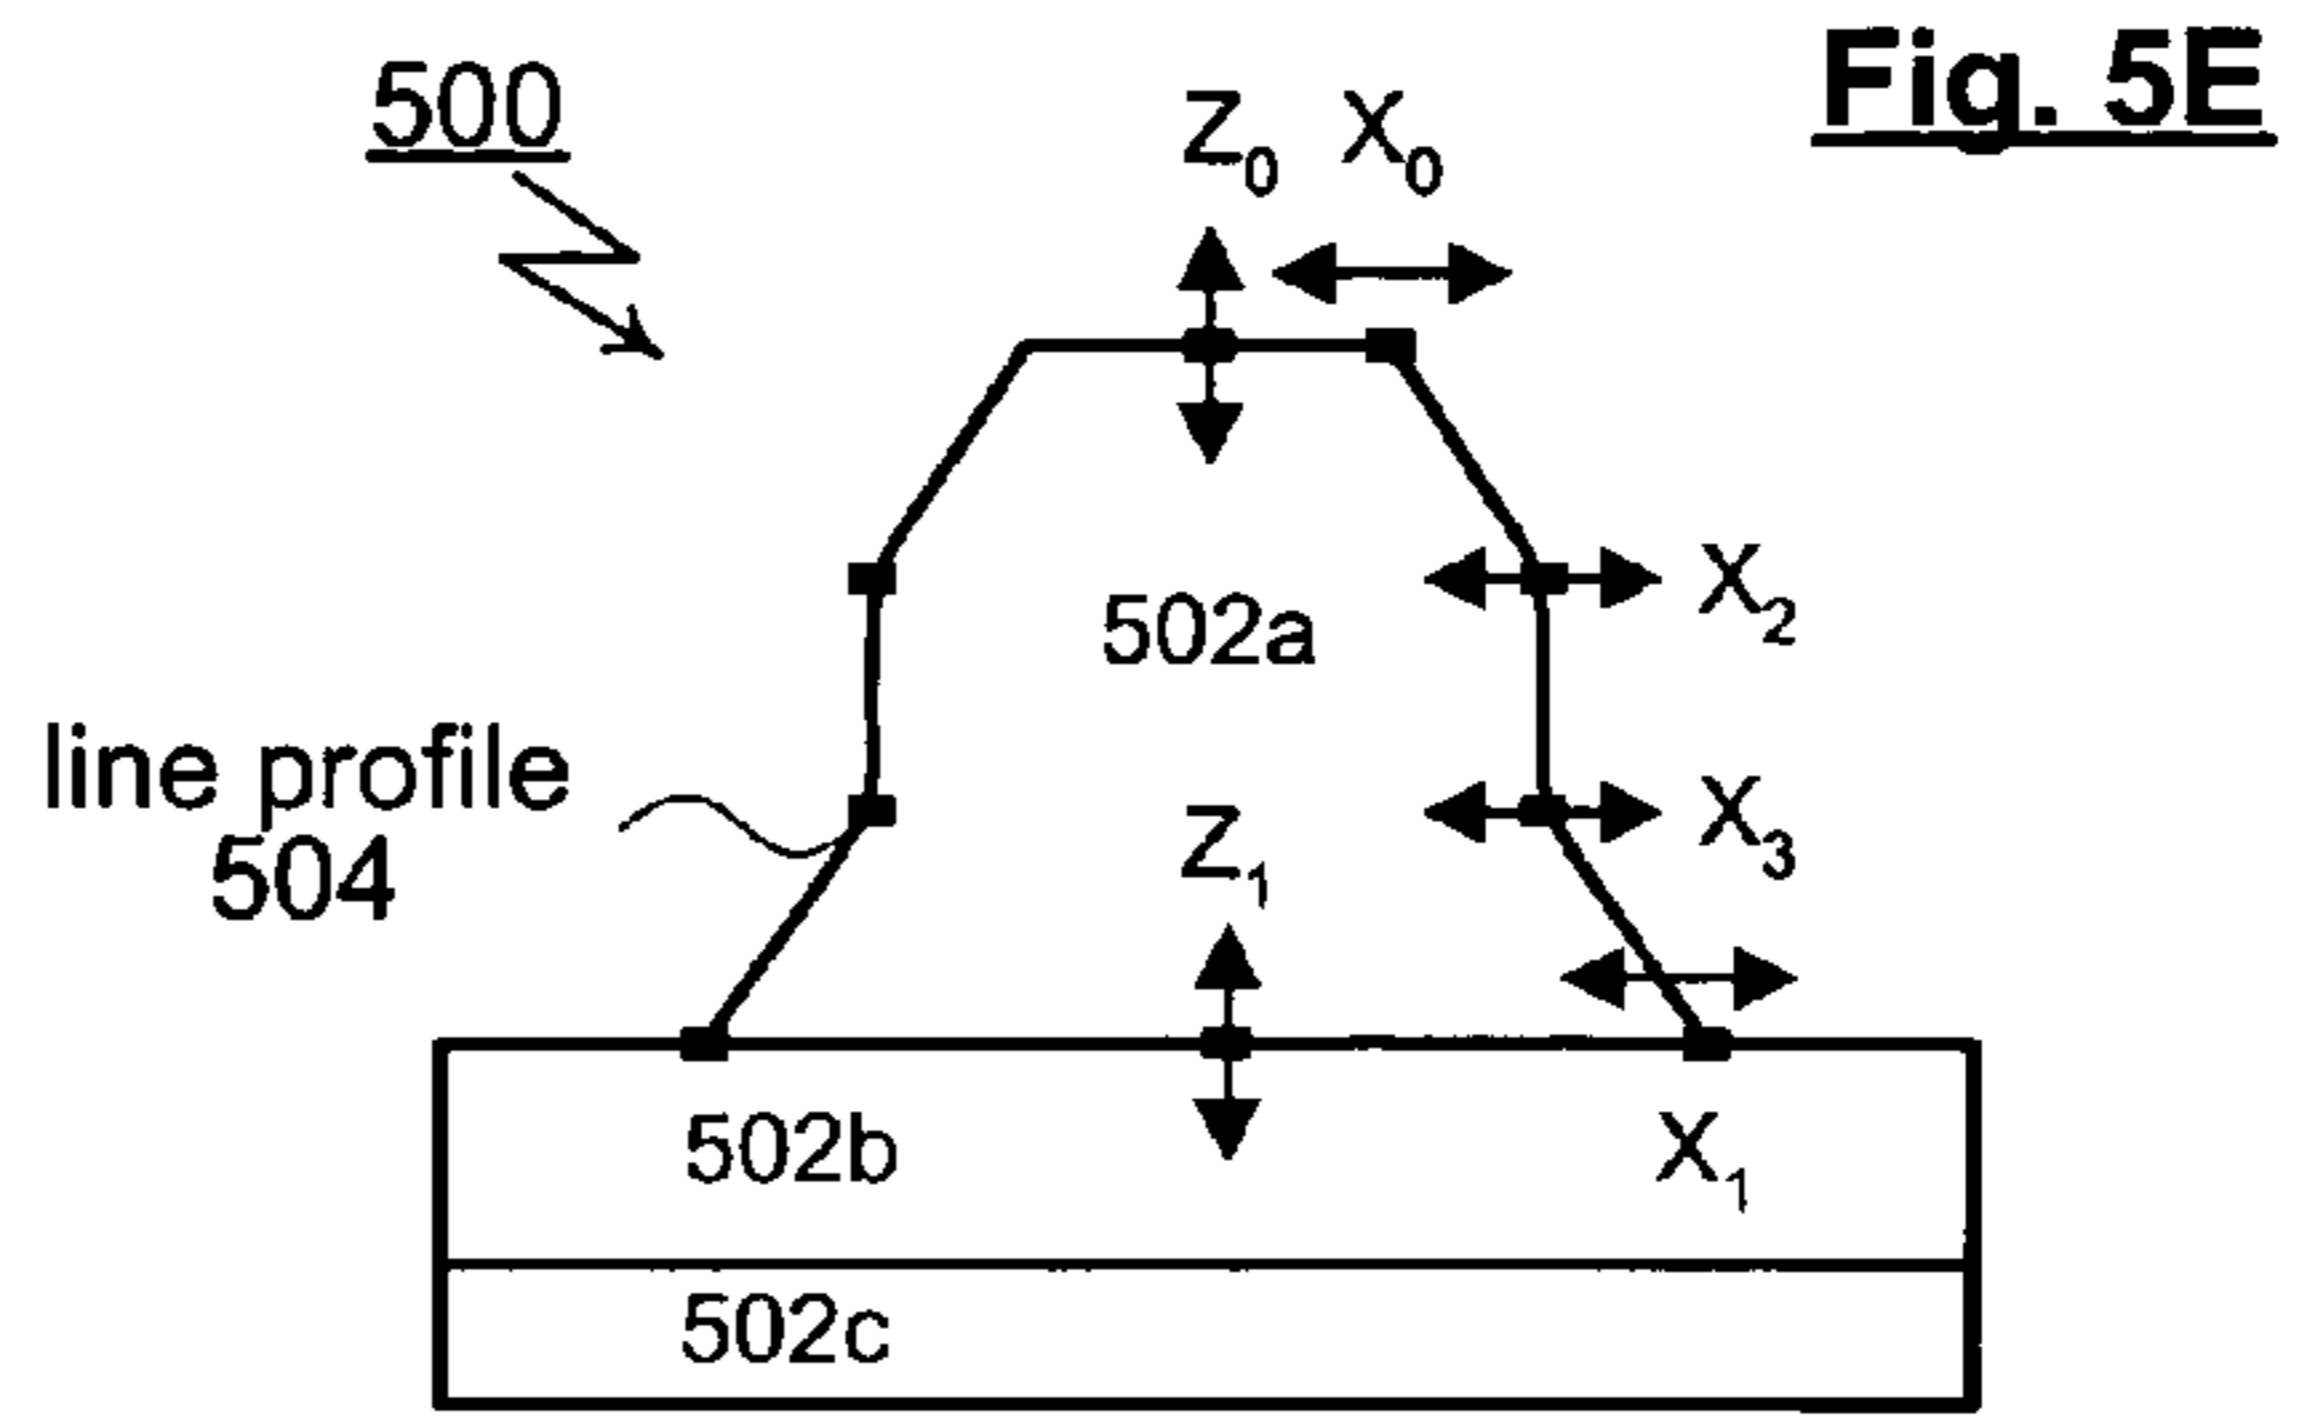 Fig. 5E
500
Z₀ X₀
X₂
502a
line profile
504
X₃
Z₁
502b
X₁
502c